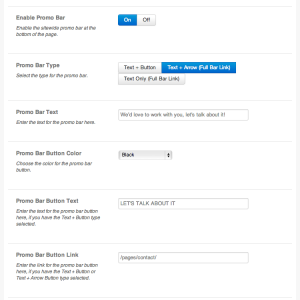 Enable Promo Bar
On Off
Enable the sitewide promo bar at the
bottom of the page.
Promo Bar Type
Text + Button Text + Arrow (Full Bar Link)
Select the type for the promo bar.
Text Only (Full Bar Link)
Promo Bar Text
We'd love to work with you, let's talk about it!
Enter the text for the promo bar here.
Promo Bar Button Color
Black
Choose the color for the promo bar
button.
Promo Bar Button Text
LET'S TALK ABOUT IT
Enter the text for the promo bar button
here, if you have the Text + Button type
selected.
Promo Bar Button Link
/pages/contact/
Enter the link for the promo bar button
here, if you have the Text + Button or
Text + Arrow Button type selected.